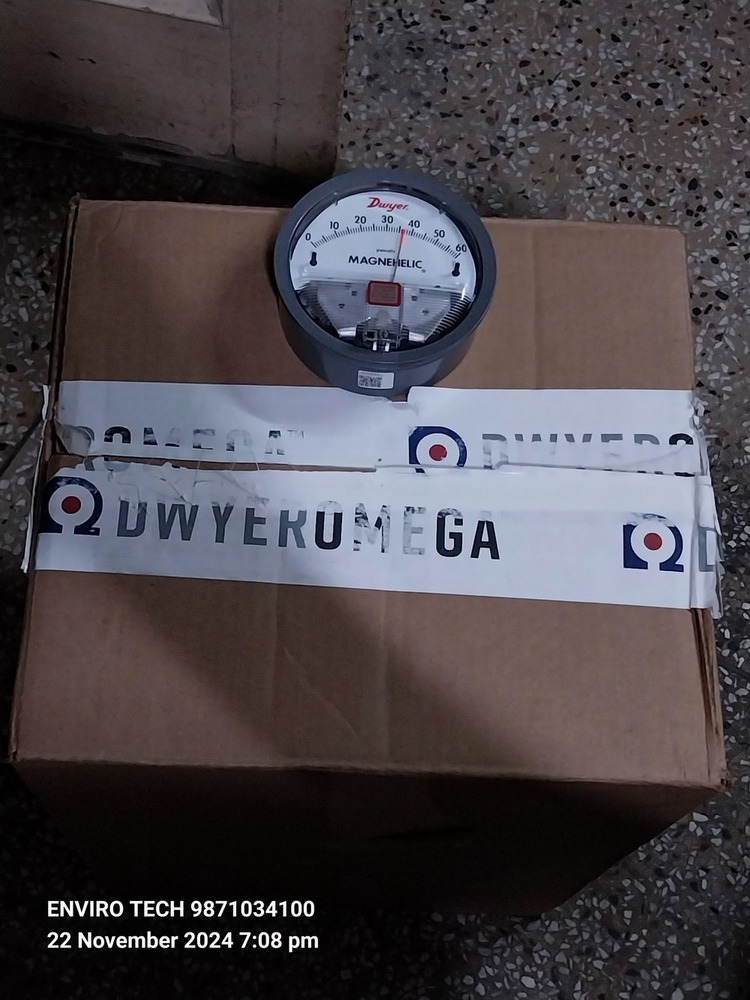 Dwyer.
0 10 20 30 40 50 60
MAGNEHELIC
ROMEGA™ DWYERO
DWYEROMEGA D
ENVIRO TECH 9871034100
22 November 2024 7:08 pm